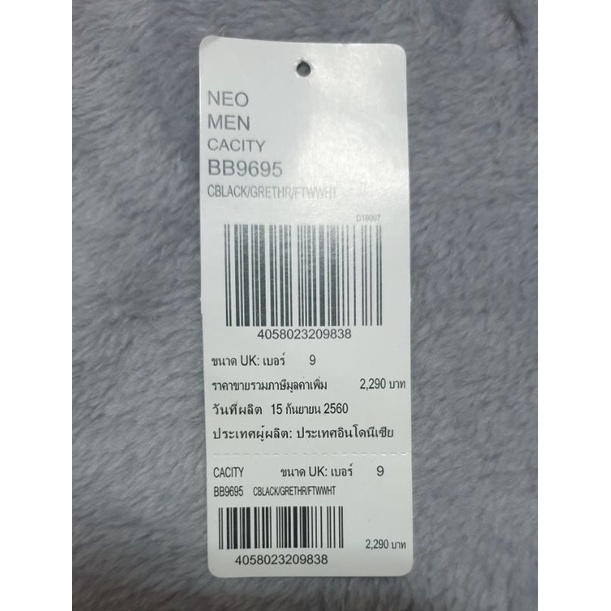 NEO
MEN
CACITY
BB9695
CBLACK/GRETHR/FTWWHT
4058023209838
ขนาด UK: เบอร์ 9
ราคาขายรวมภาษีมูลค่าเพิ่ม 2,290 บาท
วันที่ผลิต 15 กันยายน 2560
ประเทศผู้ผลิต: ประเทศอินโดนีเซีย
CACITY ขนาด UK: เบอร์ 9
BB9695 CBLACK/GRETHR/FTWWHT
2,290 บาท
4058023209838